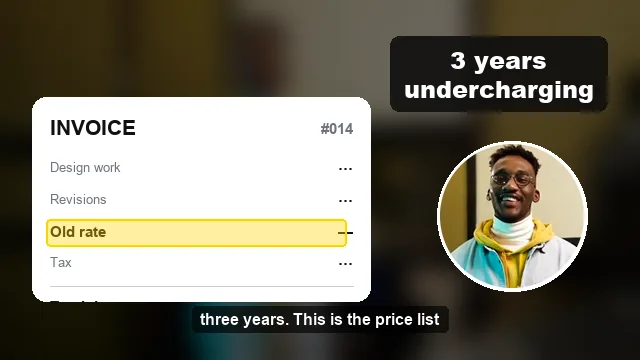 3 years
undercharging
INVOICE #014
Design work ...
Revisions ...
Old rate —
Tax ...
three years. This is the price list